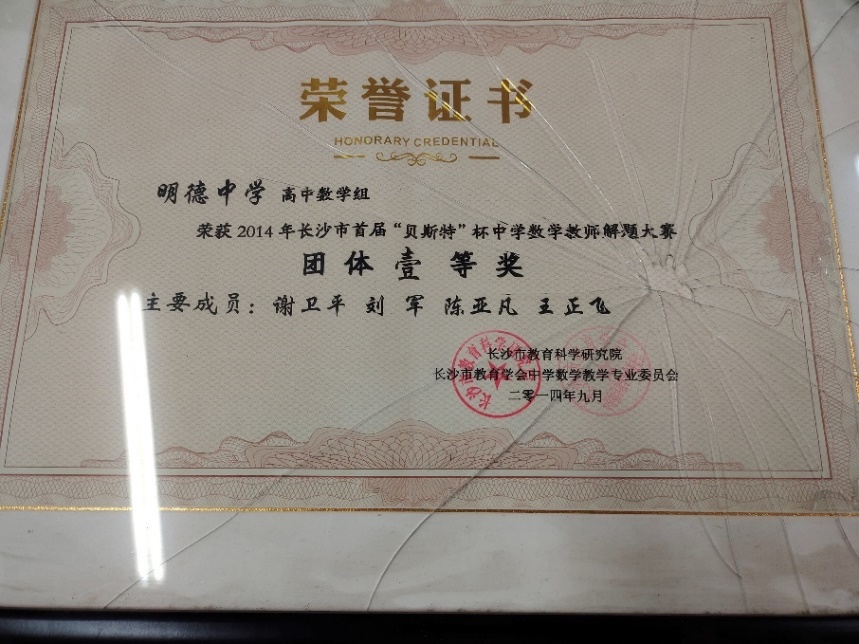 荣誉证书
HONORARY CREDENTIAL
明德中学 高中数学组
荣获2014年长沙市首届“贝斯特”杯中学数学教师解题大赛
团体壹等奖
主要成员：谢卫平 刘军 陈亚凡 王正飞
长沙市教育科学研究院
长沙市教育学会中学数学教学专业委员会
二零一四年九月